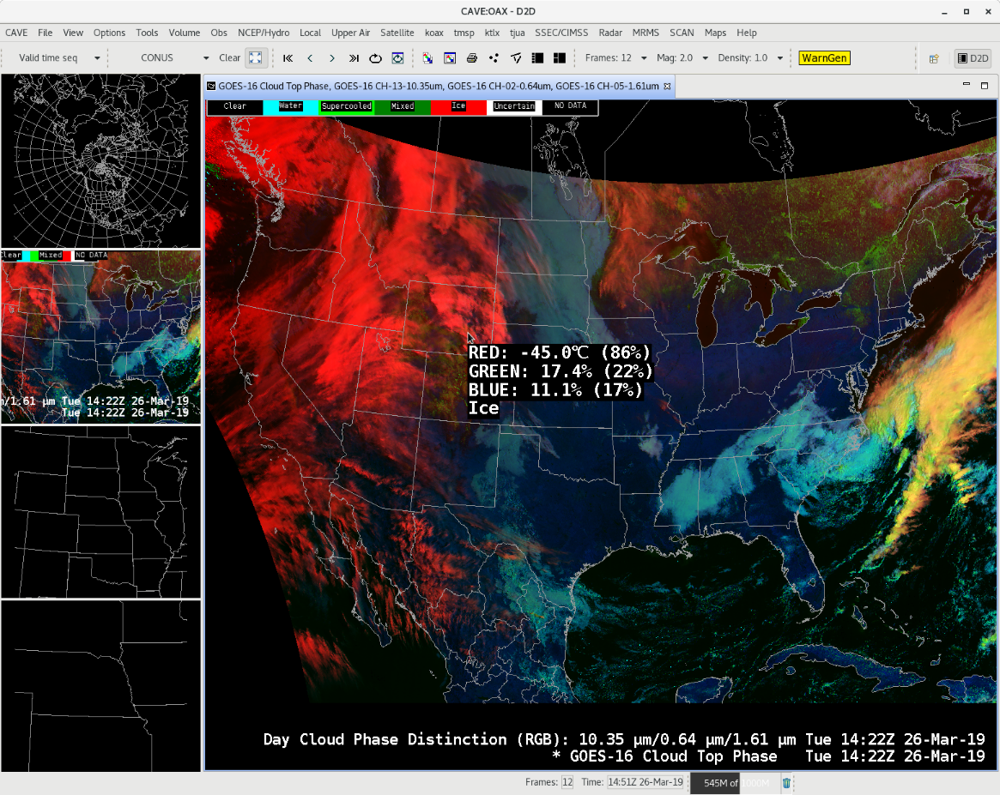 CAVE:OAX - D2D
CAVE File View Options Tools Volume Obs NCEP/Hydro Local Upper Air Satellite koax tmsp ktlx tjua SSEC/CIMSS Radar MRMS SCAN Maps Help
Valid time seq CONUS Clear Frames: 12 Mag: 2.0 Density: 1.0 WarnGen D2D
GOES-16 Cloud Top Phase, GOES-16 CH-13-10.35um, GOES-16 CH-02-0.64um, GOES-16 CH-05-1.61um
Clear Water Supercooled Mixed Ice Uncertain NO DATA
lear Mixed NO DATA
m/1.61 µm Tue 14:22Z 26-Mar-19
Tue 14:22Z 26-Mar-19
RED: -45.0℃ (86%)
GREEN: 17.4% (22%)
BLUE: 11.1% (17%)
Ice
Day Cloud Phase Distinction (RGB): 10.35 µm/0.64 µm/1.61 µm Tue 14:22Z 26-Mar-19
* GOES-16 Cloud Top Phase Tue 14:22Z 26-Mar-19
Frames: 12 Time: 14:51Z 26-Mar-19 545M of 1000M